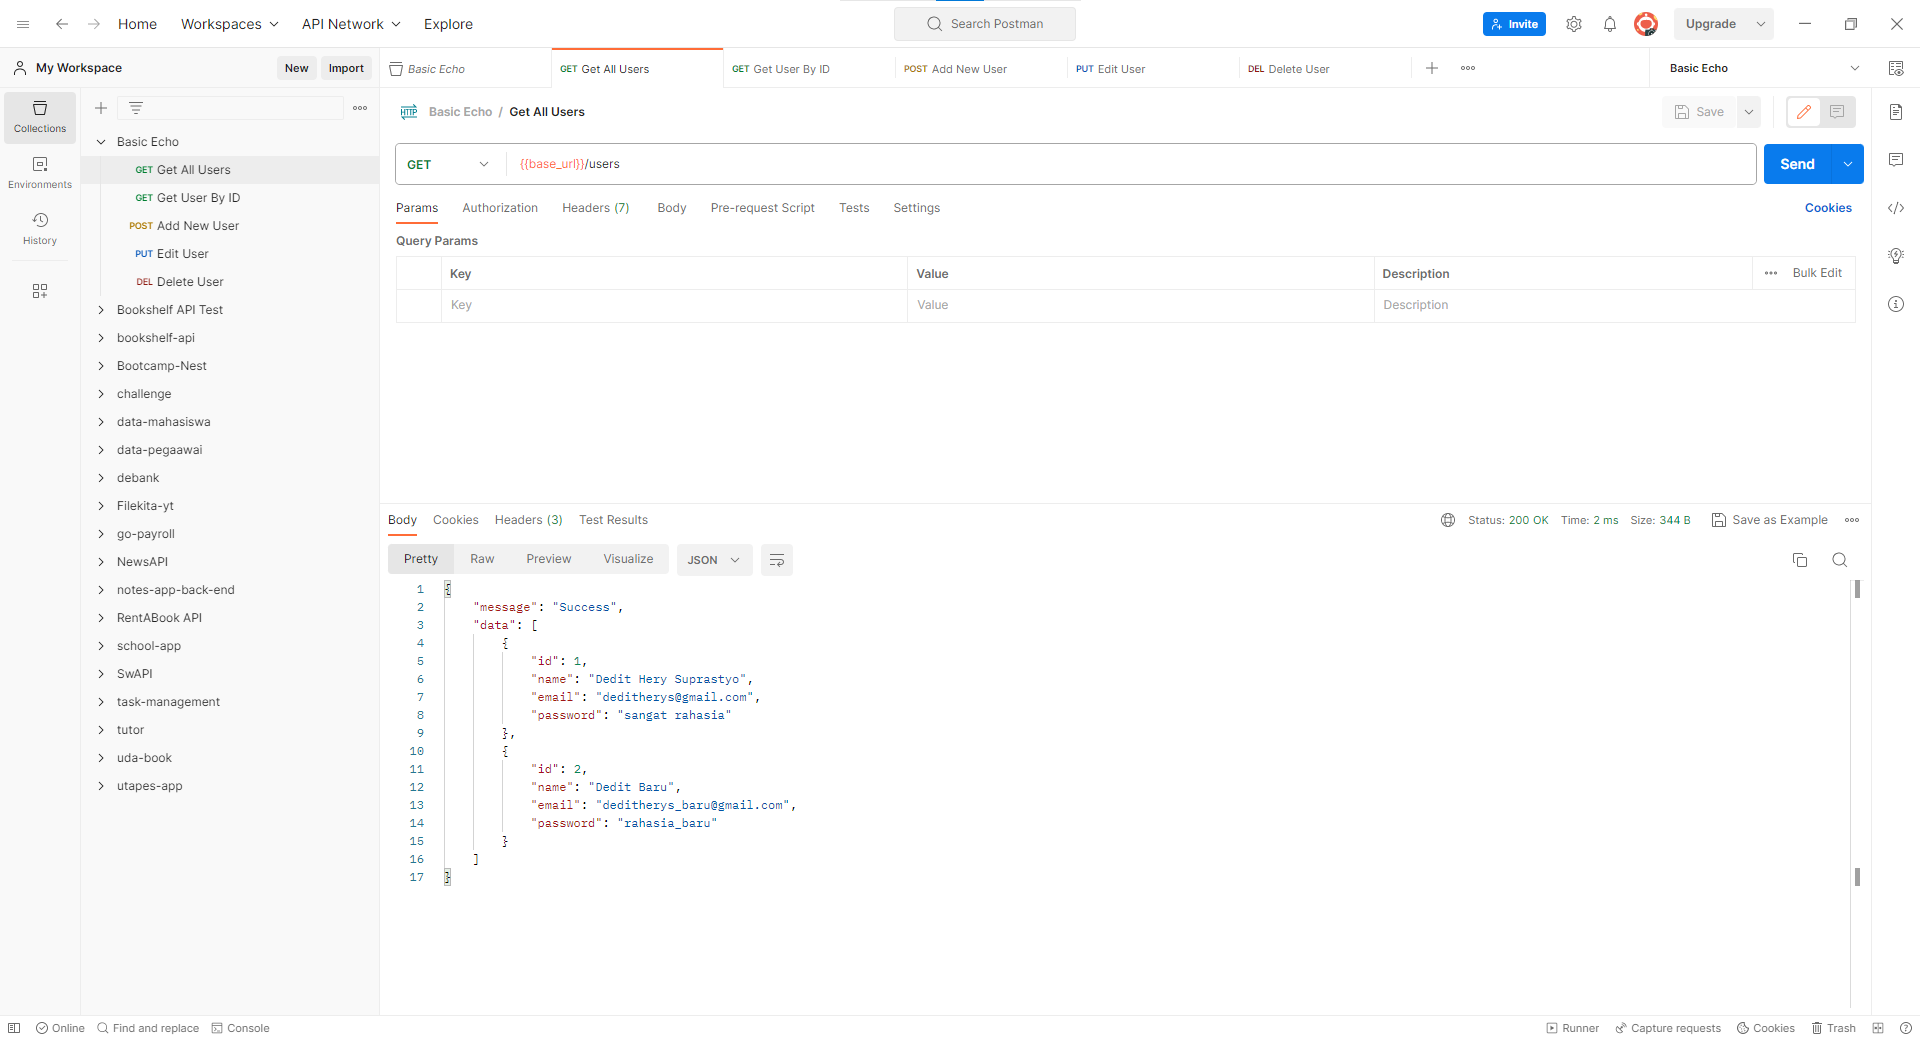 Home Workspaces API Network Explore Search Postman Invite Upgrade
My Workspace New Import Basic Echo GET Get All Users GET Get User By ID POST Add New User PUT Edit User DEL Delete User Basic Echo
Collections
Environments
History
Basic Echo
GET Get All Users
GET Get User By ID
POST Add New User
PUT Edit User
DEL Delete User
Bookshelf API Test
bookshelf-api
Bootcamp-Nest
challenge
data-mahasiswa
data-pegaawai
debank
Filekita-yt
go-payroll
NewsAPI
notes-app-back-end
RentABook API
school-app
SwAPI
task-management
tutor
uda-book
utapes-app
HTTP Basic Echo / Get All Users Save
GET {{base_url}}/users Send
Params Authorization Headers (7) Body Pre-request Script Tests Settings Cookies
Query Params
Key Value Description Bulk Edit
Key Value Description
Body Cookies Headers (3) Test Results Status: 200 OK Time: 2 ms Size: 344 B Save as Example
Pretty Raw Preview Visualize JSON
1 {
2 "message": "Success",
3 "data": [
4 {
5 "id": 1,
6 "name": "Dedit Hery Suprastyo",
7 "email": "deditherys@gmail.com",
8 "password": "sangat rahasia"
9 },
10 {
11 "id": 2,
12 "name": "Dedit Baru",
13 "email": "deditherys_baru@gmail.com",
14 "password": "rahasia_baru"
15 }
16 ]
17 }
Online Find and replace Console Runner Capture requests Cookies Trash